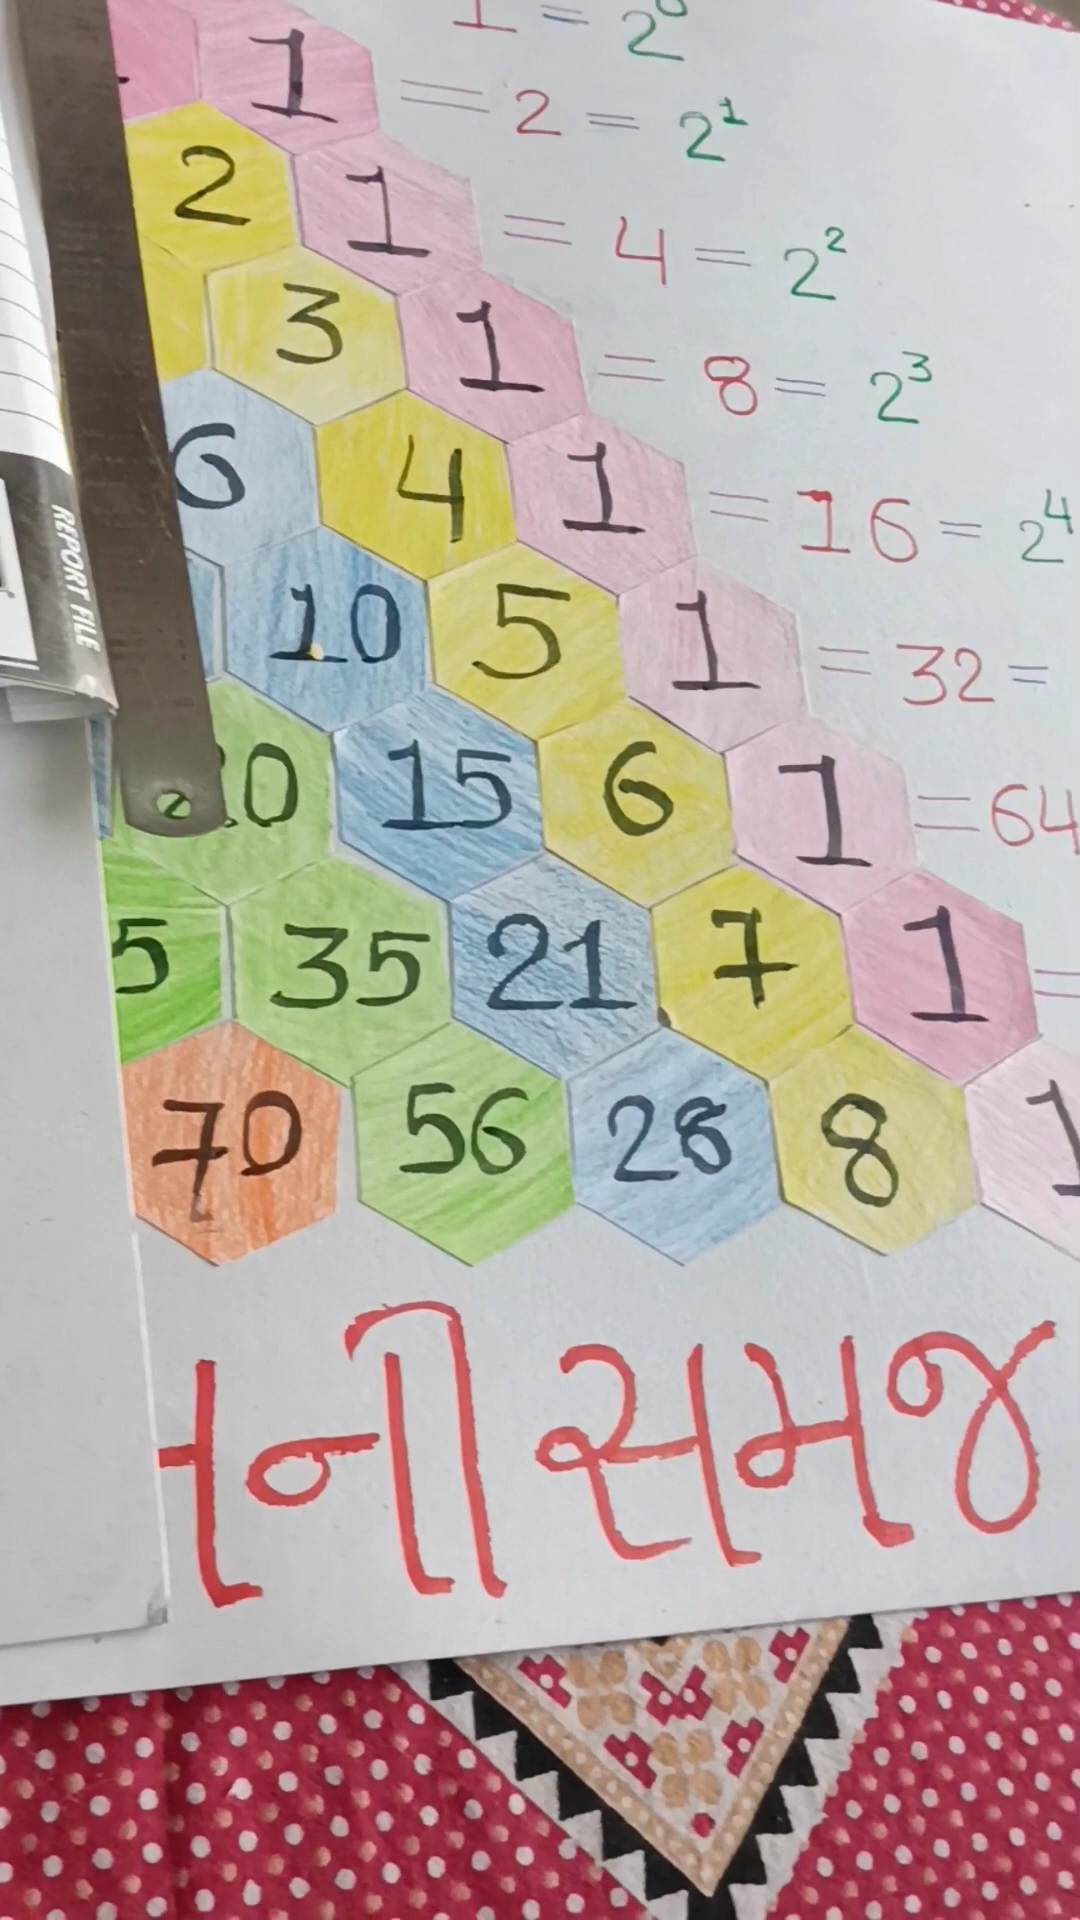 1 = 2⁰
1 = 2 = 2¹
2 1 = 4 = 2²
3 1 = 8 = 2³
6 4 1 = 16 = 2⁴
10 5 1 = 32 =
15 6 1 = 64
35 21 7 1 =
70 56 28 8 1
ની સમજ
REPORT FILE